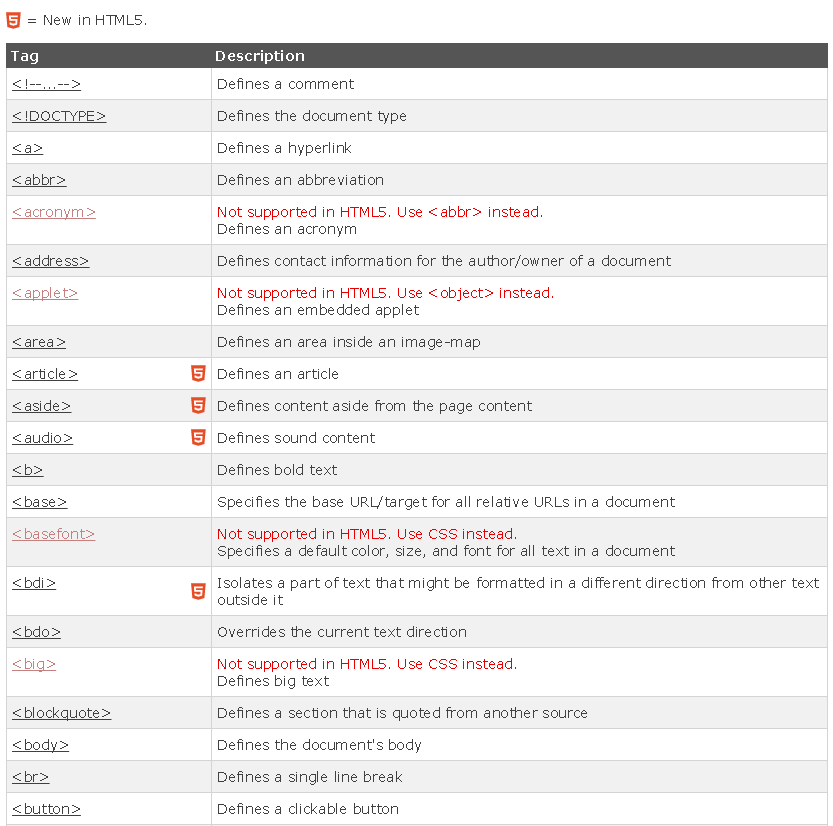 5 = New in HTML5.
Tag Description
<!--...--> Defines a comment
<!DOCTYPE> Defines the document type
<a> Defines a hyperlink
<abbr> Defines an abbreviation
<acronym> Not supported in HTML5. Use <abbr> instead.
Defines an acronym
<address> Defines contact information for the author/owner of a document
<applet> Not supported in HTML5. Use <object> instead.
Defines an embedded applet
<area> Defines an area inside an image-map
<article> 5 Defines an article
<aside> 5 Defines content aside from the page content
<audio> 5 Defines sound content
<b> Defines bold text
<base> Specifies the base URL/target for all relative URLs in a document
<basefont> Not supported in HTML5. Use CSS instead.
Specifies a default color, size, and font for all text in a document
<bdi> 5 Isolates a part of text that might be formatted in a different direction from other text
outside it
<bdo> Overrides the current text direction
<big> Not supported in HTML5. Use CSS instead.
Defines big text
<blockquote> Defines a section that is quoted from another source
<body> Defines the document's body
<br> Defines a single line break
<button> Defines a clickable button